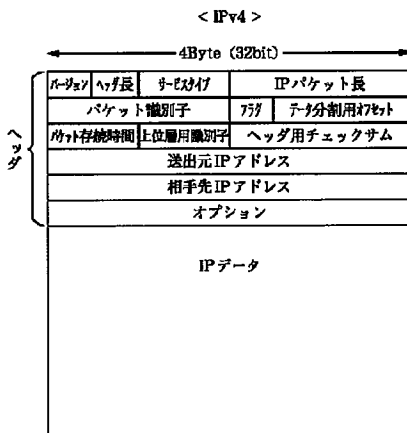 < IPv4 >
4Byte (32bit)
バージョン ヘッダ長 サービスタイプ IPパケット長
パケット識別子 フラグ データ分割用オフセット
パケット存続時間 上位層用識別子 ヘッダ用チェックサム
送出元IPアドレス
相手先IPアドレス
オプション
ヘッダ
IPデータ